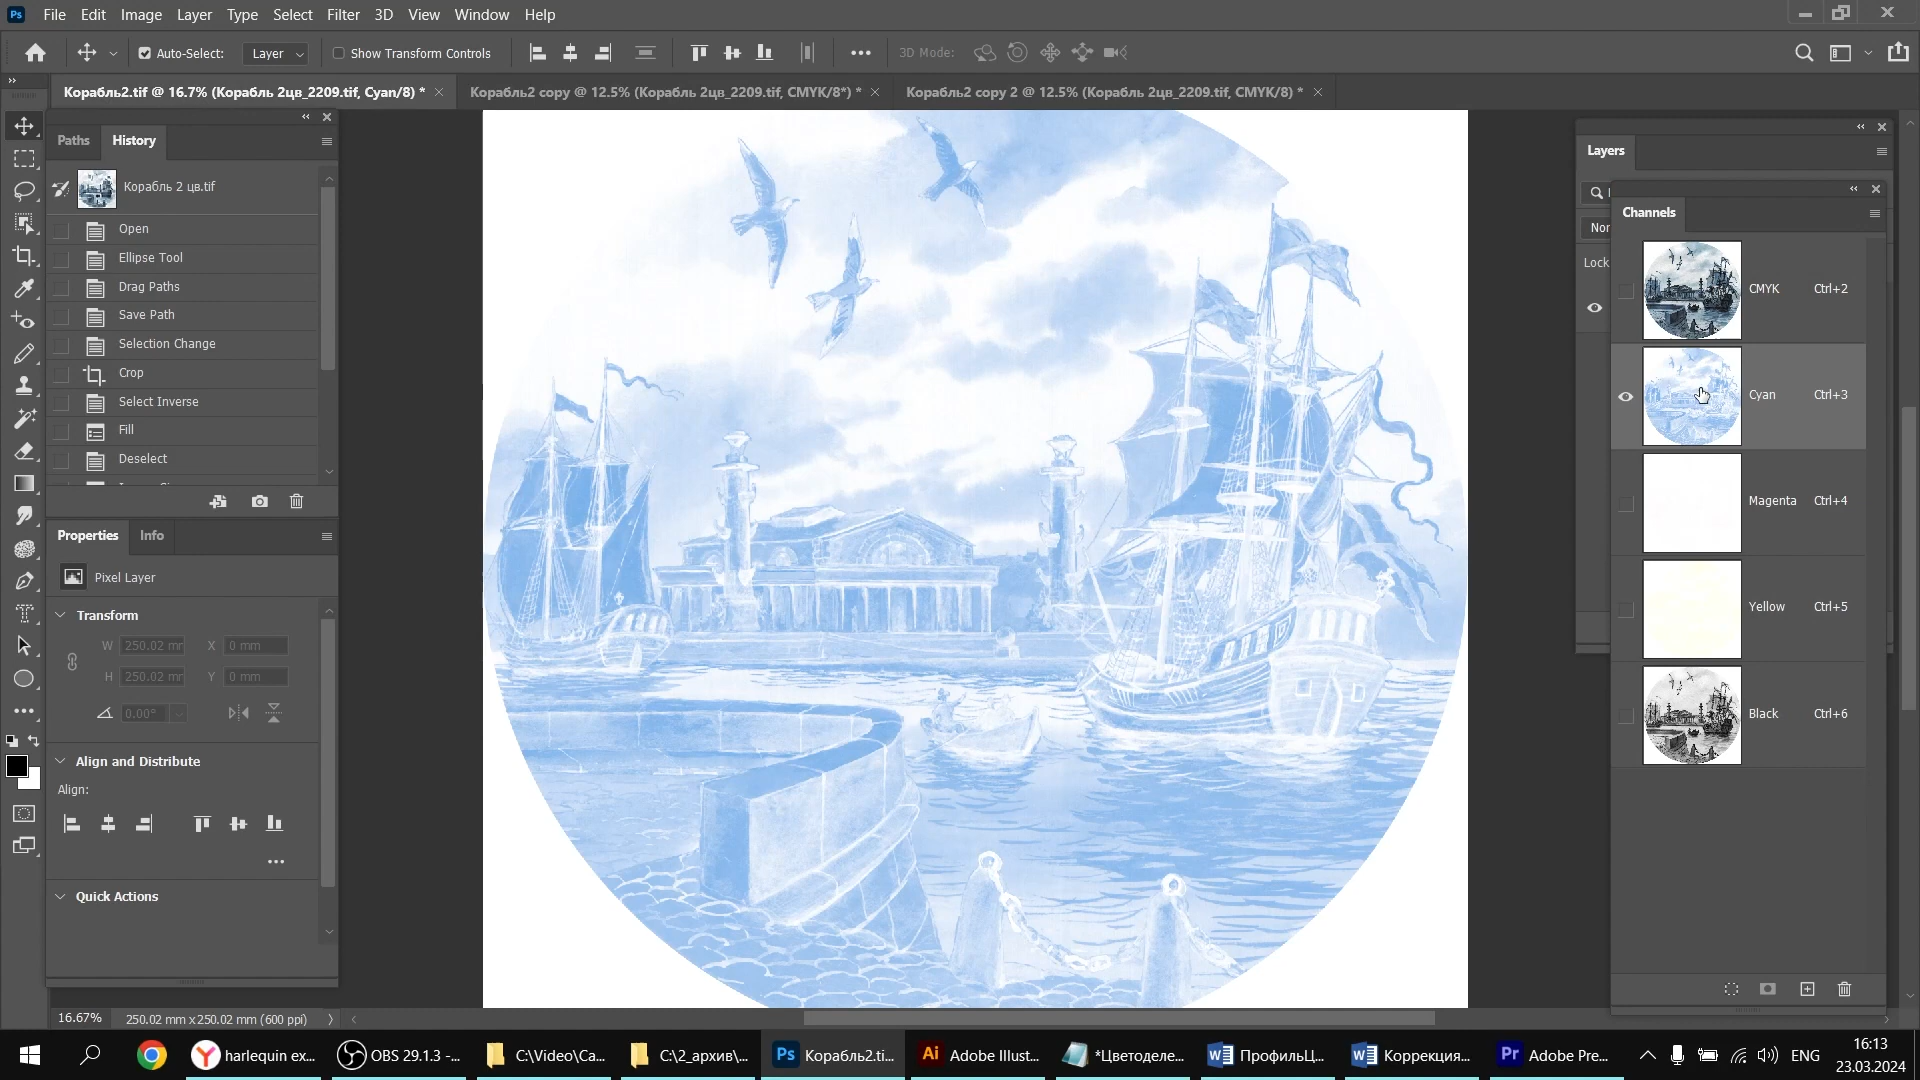 Ps File Edit Image Layer Type Select Filter 3D View Window Help
Auto-Select: Layer Show Transform Controls 3D Mode:
Корабль2.tif @ 16.7% (Корабль 2цв_2209.tif, Cyan/8) * Корабль2 copy @ 12.5% (Корабль 2цв_2209.tif, CMYK/8*) * Корабль2 copy 2 @ 12.5% (Корабль 2цв_2209.tif, CMYK/8) *
Paths History
Корабль 2 цв.tif
Open
Ellipse Tool
Drag Paths
Save Path
Selection Change
Crop
Select Inverse
Fill
Deselect
Properties Info
Pixel Layer
Transform
W 250.02 mm X 0 mm
H 250.02 mm Y 0 mm
0.00°
Align and Distribute
Align:
Quick Actions
Layers
Nor
Lock
Channels
CMYK Ctrl+2
Cyan Ctrl+3
Magenta Ctrl+4
Yellow Ctrl+5
Black Ctrl+6
16.67% 250.02 mm x 250.02 mm (600 ppi)
harlequin ex... OBS 29.1.3 -... C:\Video\Ca... C:\2_архив\... Ps Корабль2.ti... Ai Adobe Illust... *Цветоделе... ПрофильЦ... Коррекция... Pr Adobe Pre... ENG
16:13
23.03.2024